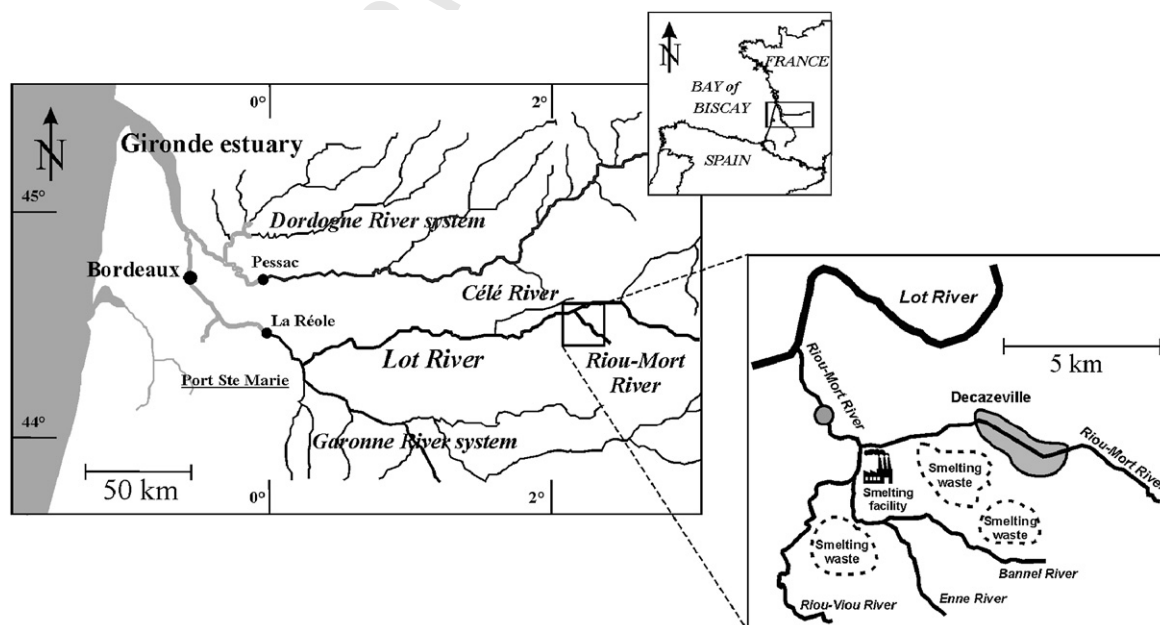 N
FRANCE
BAY of
BISCAY
SPAIN
0°
2°
N
Gironde estuary
45°
Dordogne River system
Bordeaux
Pessac
Célé River
La Réole
Lot River
Riou-Mort
River
Port Ste Marie
44°
Garonne River system
50 km
0°
2°
Lot River
5 km
Riou-Mort River
Decazeville
Riou-Mort River
Smelting
waste
Smelting
facility
Smelting
waste
Smelting
waste
Bannel River
Riou-Viou River
Enne River